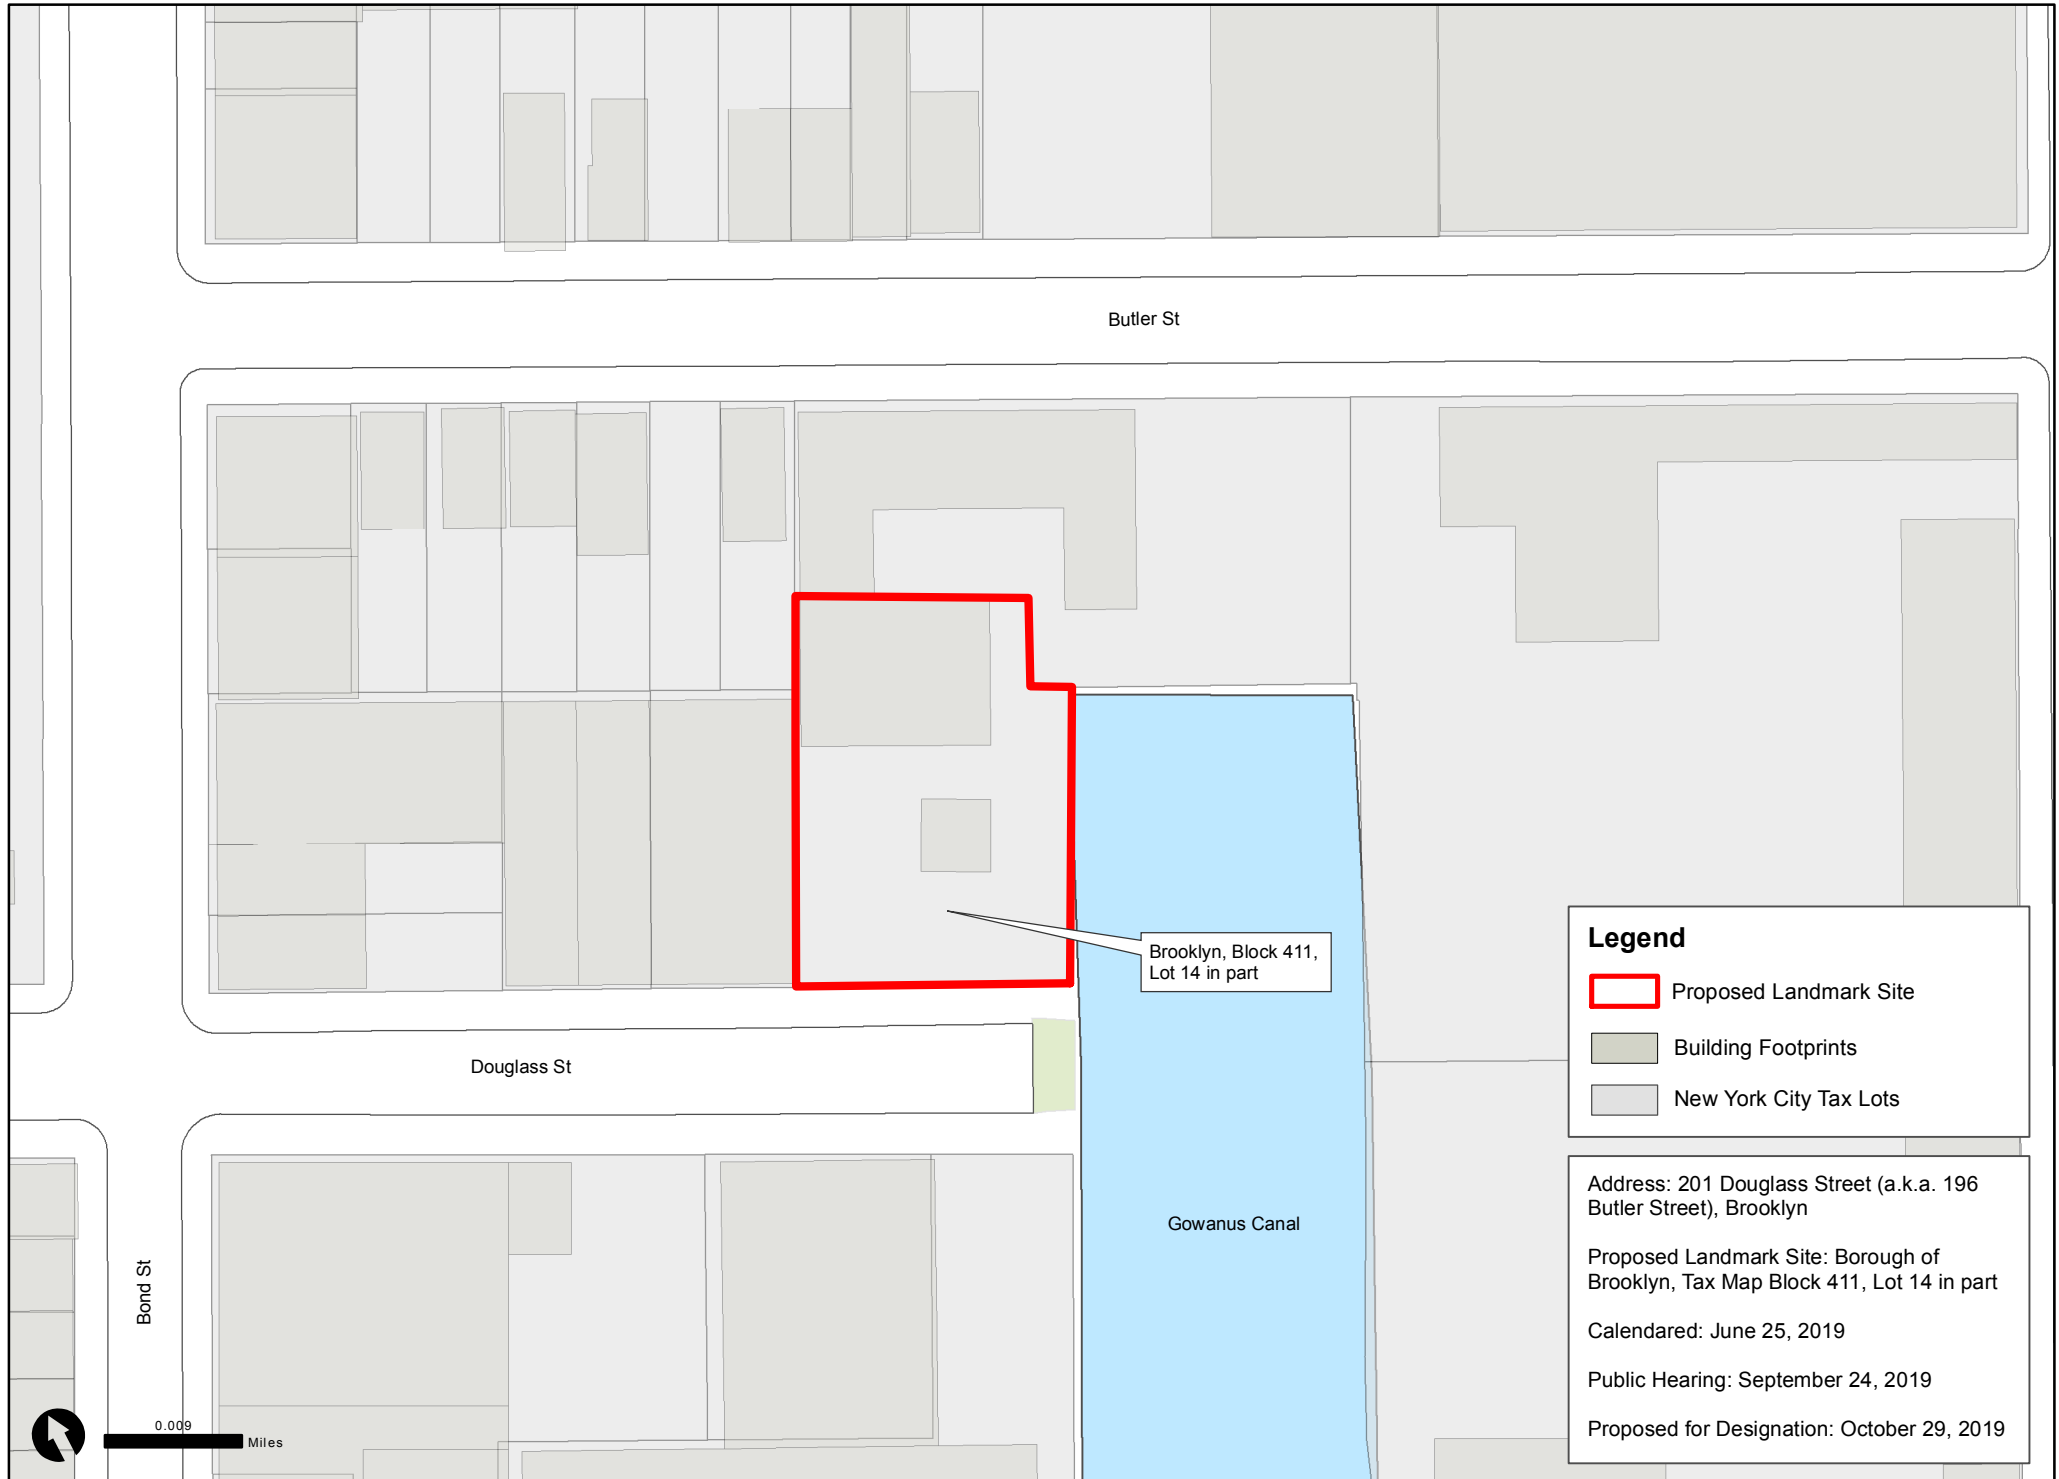 Butler St
Brooklyn, Block 411,
Lot 14 in part
Douglass St
Gowanus Canal
Bond St
0.009
Miles
Legend
Proposed Landmark Site
Building Footprints
New York City Tax Lots
Address: 201 Douglass Street (a.k.a. 196
Butler Street), Brooklyn
Proposed Landmark Site: Borough of
Brooklyn, Tax Map Block 411, Lot 14 in part
Calendared: June 25, 2019
Public Hearing: September 24, 2019
Proposed for Designation: October 29, 2019